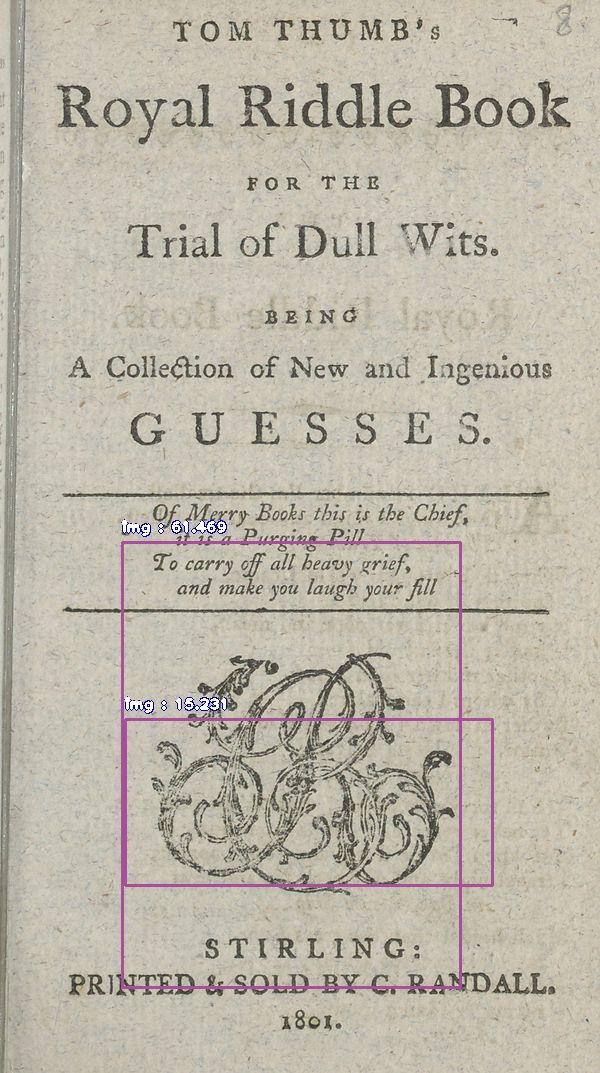 8
TOM THUMB's
Royal Riddle Book
FOR THE
Trial of Dull Wits.
BEING
A Collection of New and Ingenious
GUESSES.
Of Merry Books this is the Chief,
it is a Purging Pill
To carry off all heavy grief,
and make you laugh your fill
img : 61.469
img : 15.231
STIRLING:
PRINTED & SOLD BY C. RANDALL.
1801.